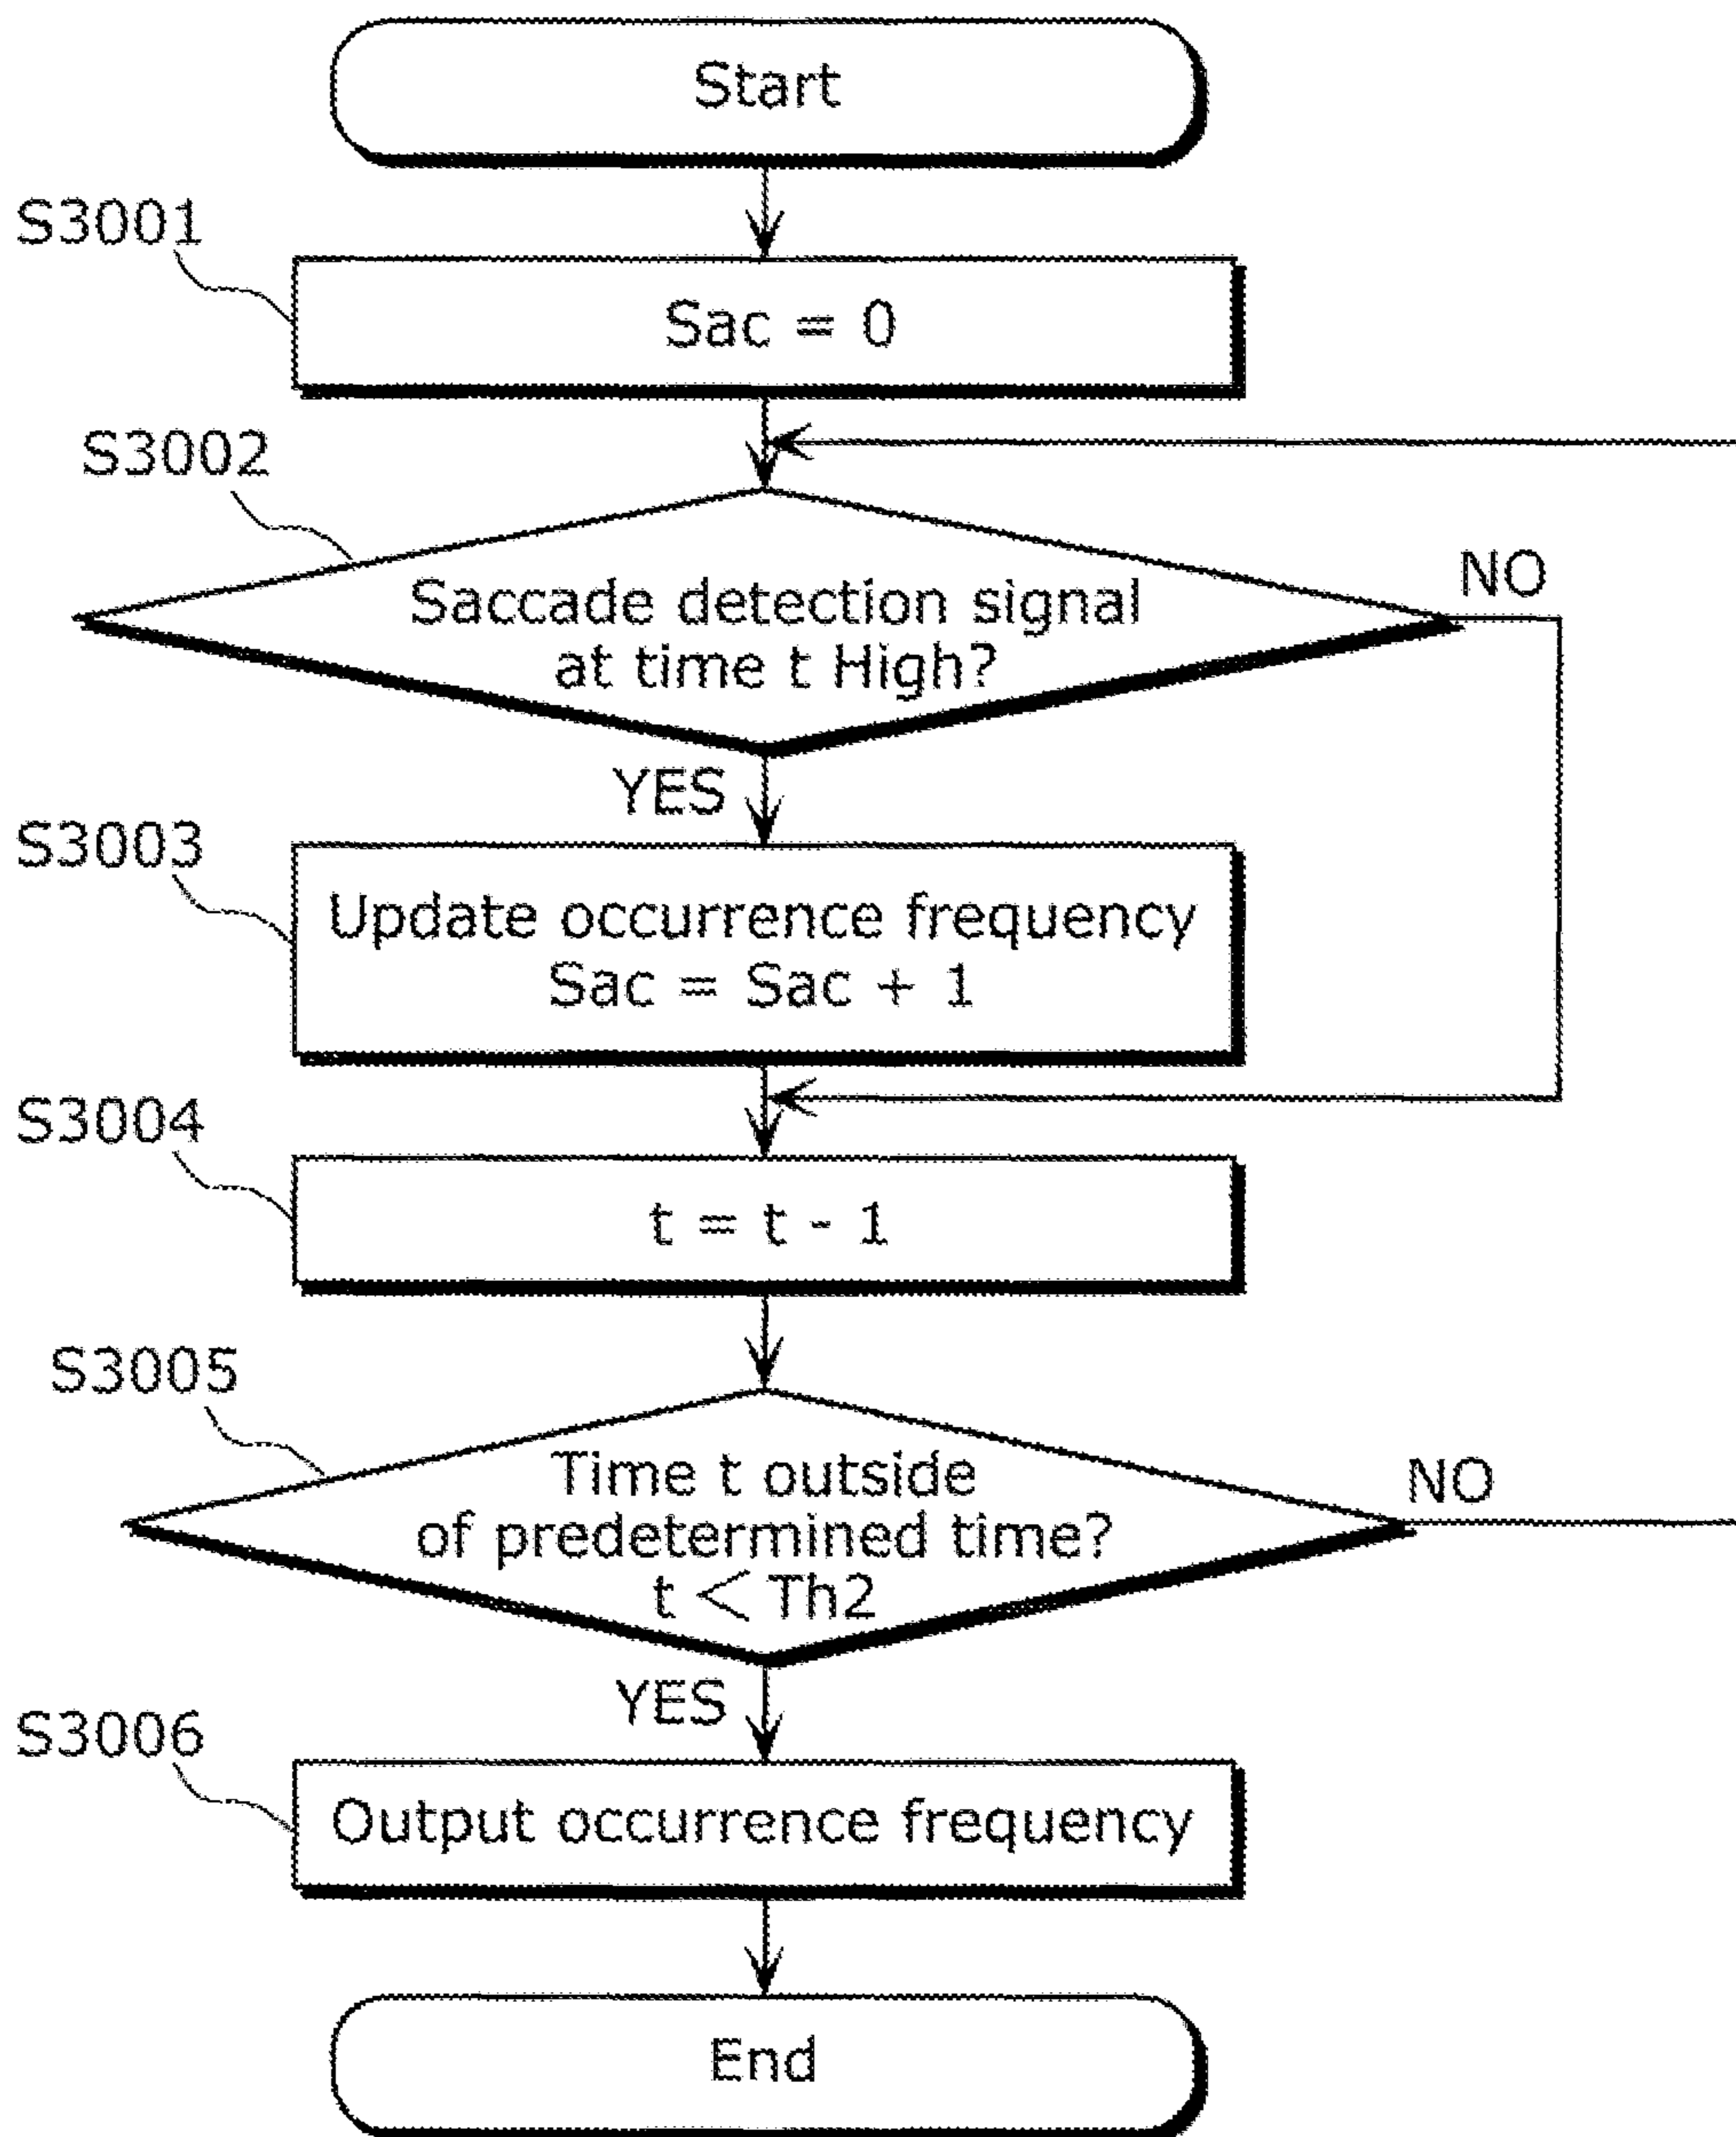 Start
S3001
Sac = 0
S3002
Saccade detection signal
at time t High?
NO
YES
S3003
Update occurrence frequency
Sac = Sac + 1
S3004
t = t - 1
S3005
Time t outside
of predetermined time?
t < Th2
NO
YES
S3006
Output occurrence frequency
End